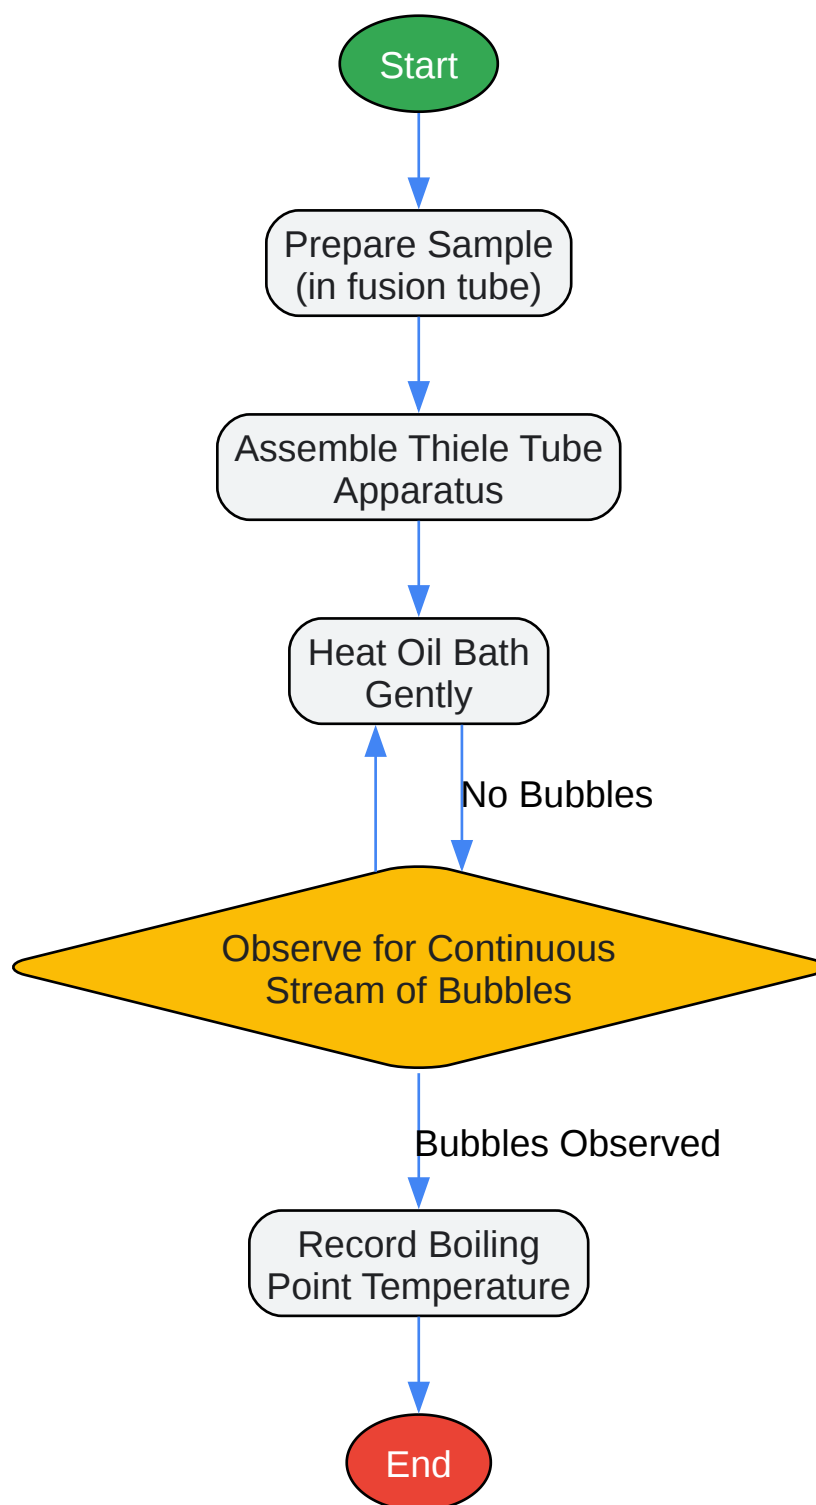 Start
Prepare Sample
(in fusion tube)
Assemble Thiele Tube
Apparatus
Heat Oil Bath
Gently
No Bubbles
Observe for Continuous
Stream of Bubbles
Bubbles Observed
Record Boiling
Point Temperature
End